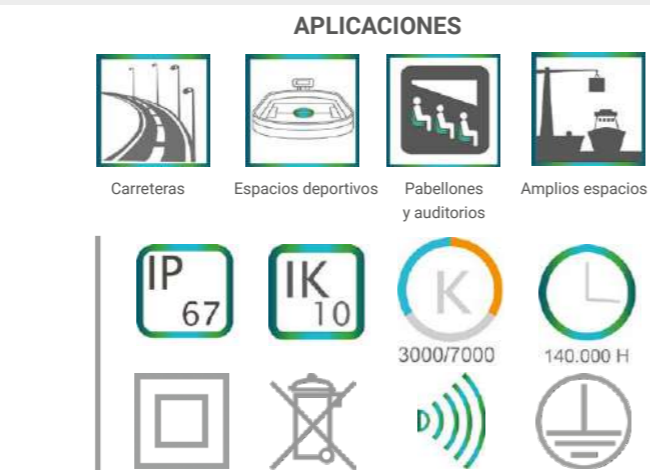 APLICACIONES
Carreteras
Espacios deportivos
Pabellones
y auditorios
Amplios espacios
IP
67
IK
10
K
3000/7000
140.000 H